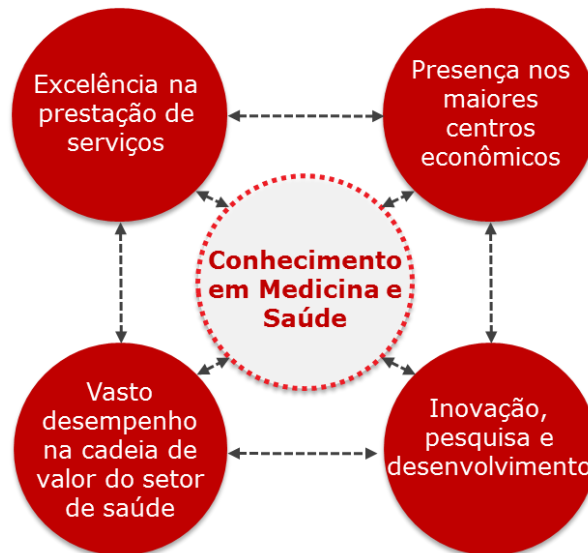 Excelência na
prestação de
serviços
Presença nos
maiores
centros
econômicos
Conhecimento
em Medicina e
Saúde
Vasto
desempenho
na cadeia de
valor do setor
de saúde
Inovação,
pesquisa e
desenvolvimento